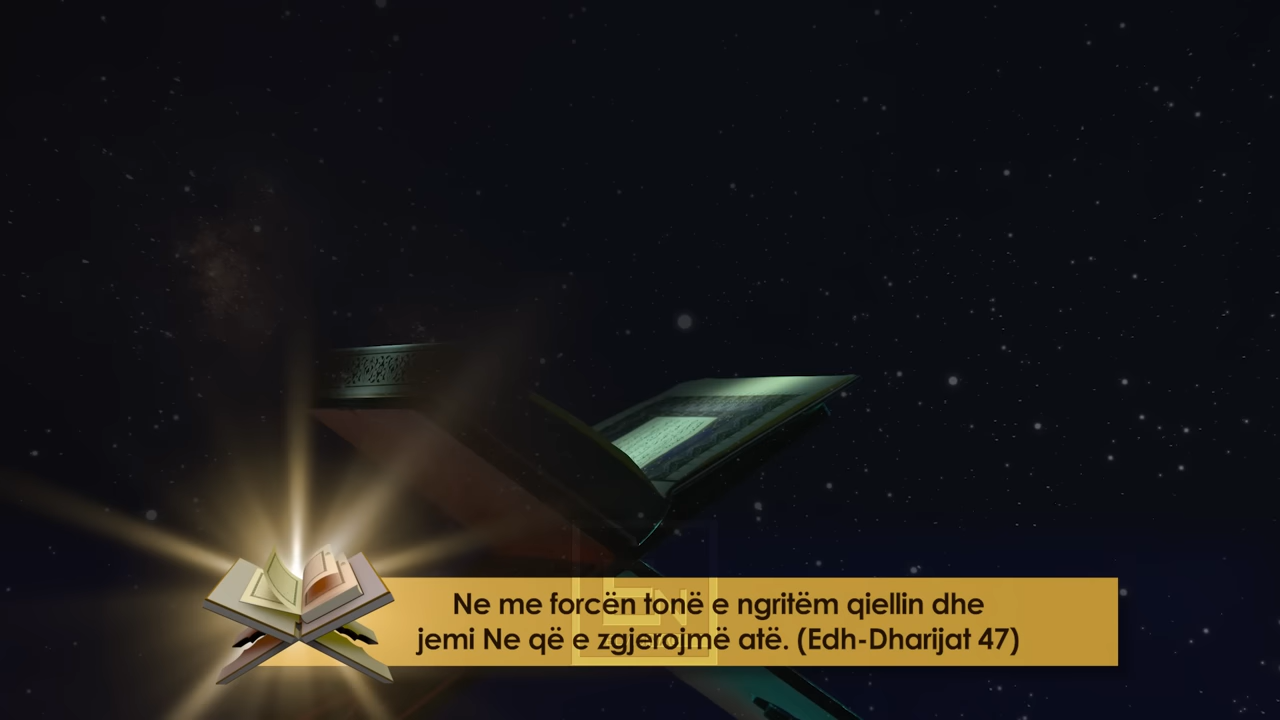 Ne me forcën tonë e ngritëm qiellin dhe
jemi Ne që e zgjerojmë atë. (Edh-Dharijat 47)